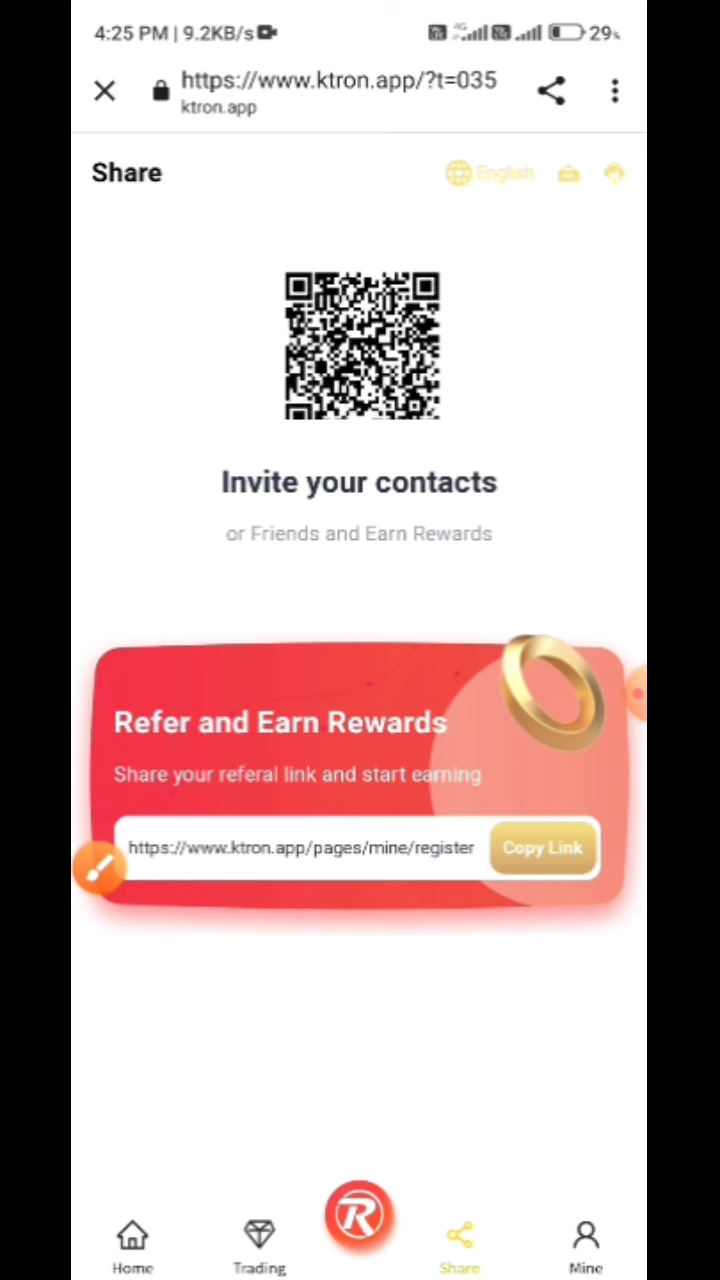 4:25 PM | 9.2KB/s
29%
https://www.ktron.app/?t=035
ktron.app
Share
English
Invite your contacts
or Friends and Earn Rewards
Refer and Earn Rewards
Share your referal link and start earning
https://www.ktron.app/pages/mine/register
Copy Link
R
Home
Trading
Share
Mine